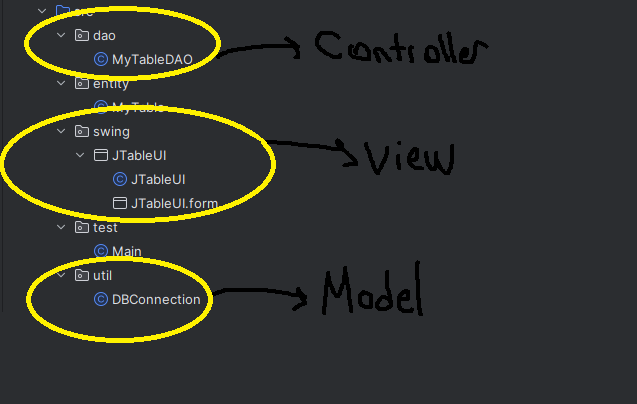 src
dao
MyTableDAO
Controller
entity
MyTable
swing
JTableUI
View
JTableUI
JTableUI.form
test
Main
util
DBConnection
Model